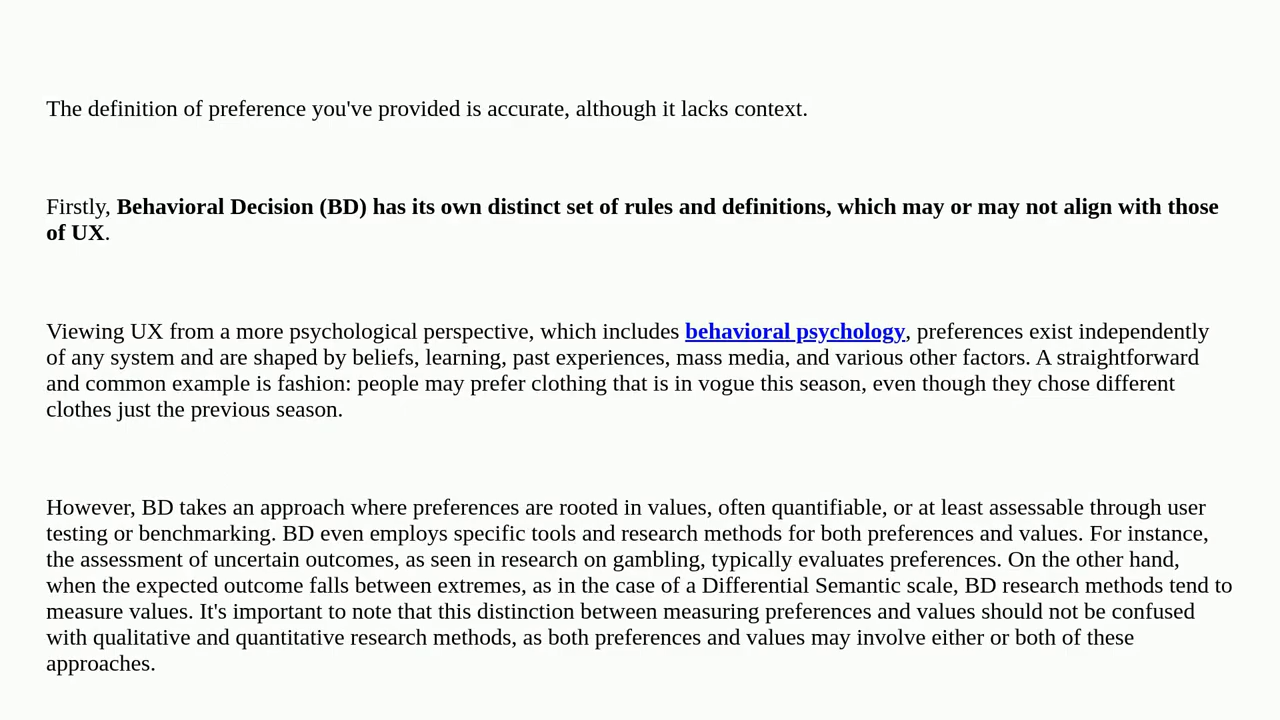 The definition of preference you've provided is accurate, although it lacks context.
Firstly, Behavioral Decision (BD) has its own distinct set of rules and definitions, which may or may not align with those
of UX.
Viewing UX from a more psychological perspective, which includes behavioral psychology, preferences exist independently
of any system and are shaped by beliefs, learning, past experiences, mass media, and various other factors. A straightforward
and common example is fashion: people may prefer clothing that is in vogue this season, even though they chose different
clothes just the previous season.
However, BD takes an approach where preferences are rooted in values, often quantifiable, or at least assessable through user
testing or benchmarking. BD even employs specific tools and research methods for both preferences and values. For instance,
the assessment of uncertain outcomes, as seen in research on gambling, typically evaluates preferences. On the other hand,
when the expected outcome falls between extremes, as in the case of a Differential Semantic scale, BD research methods tend to
measure values. It's important to note that this distinction between measuring preferences and values should not be confused
with qualitative and quantitative research methods, as both preferences and values may involve either or both of these
approaches.